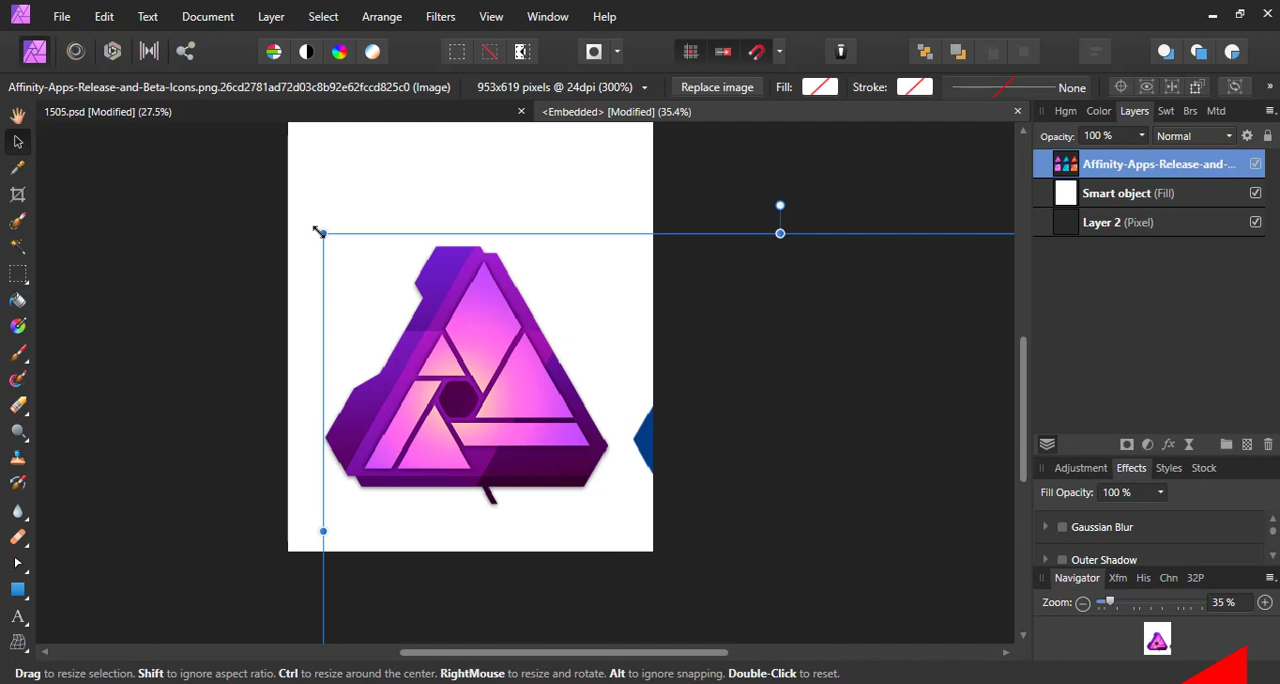 File Edit Text Document Layer Select Arrange Filters View Window Help
Affinity-Apps-Release-and-Beta-Icons.png.26cd2781ad72d03c8b92e62fccd825c0 (Image) 953x619 pixels @ 24dpi (300%) Replace image Fill: Stroke: None
1505.psd [Modified] (27.5%) <Embedded> [Modified] (35.4%) Hgm Color Layers Swt Brs Mtd
Opacity: 100 % Normal
Affinity-Apps-Release-and-...
Smart object (Fill)
Layer 2 (Pixel)
fx
Adjustment Effects Styles Stock
Fill Opacity: 100 %
Gaussian Blur
Outer Shadow
Navigator Xfm His Chn 32P
Zoom: 35 %
A
Drag to resize selection. Shift to ignore aspect ratio. Ctrl to resize around the center. RightMouse to resize and rotate. Alt to ignore snapping. Double-Click to reset.